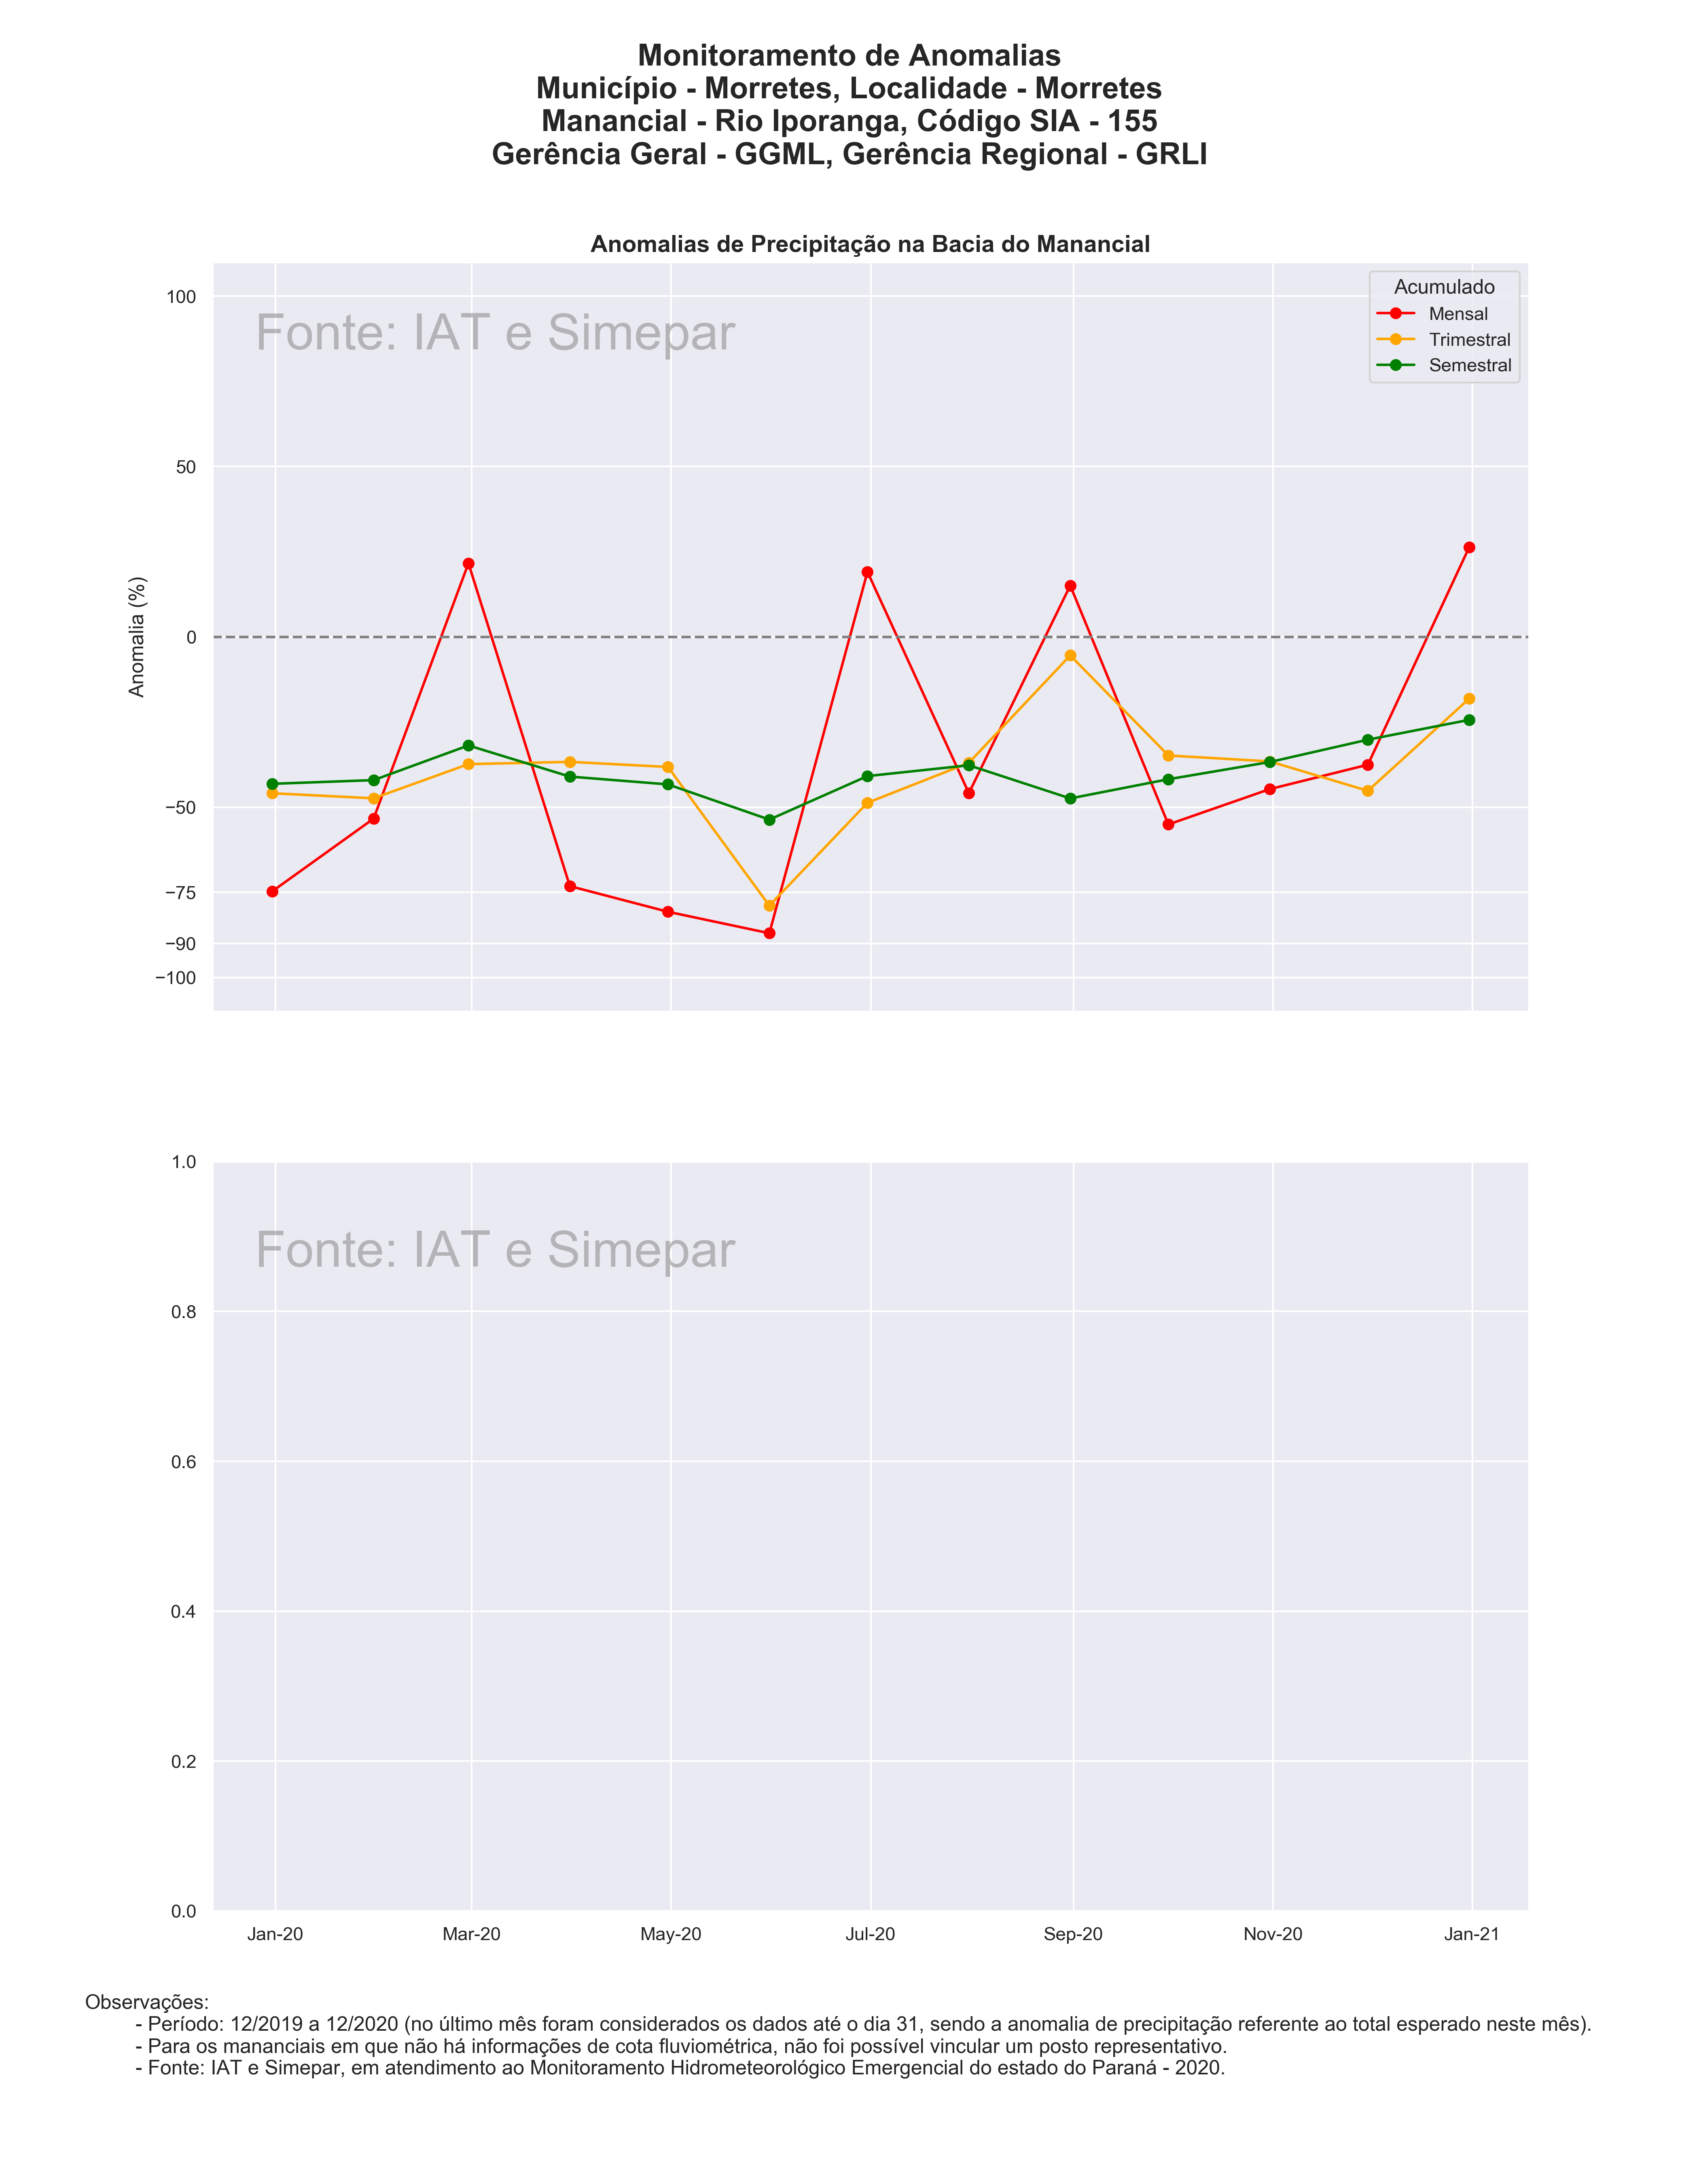 Monitoramento de Anomalias
Município - Morretes, Localidade - Morretes
Manancial - Rio Iporanga, Código SIA - 155
Gerência Geral - GGML, Gerência Regional - GRLI
Anomalias de Precipitação na Bacia do Manancial
Fonte: IAT e Simepar
Acumulado
Mensal
Trimestral
Semestral
Anomalia (%)
100
50
0
−50
−75
−90
−100
Fonte: IAT e Simepar
1.0
0.8
0.6
0.4
0.2
0.0
Jan-20 Mar-20 May-20 Jul-20 Sep-20 Nov-20 Jan-21
Observações:
- Período: 12/2019 a 12/2020 (no último mês foram considerados os dados até o dia 31, sendo a anomalia de precipitação referente ao total esperado neste mês).
- Para os mananciais em que não há informações de cota fluviométrica, não foi possível vincular um posto representativo.
- Fonte: IAT e Simepar, em atendimento ao Monitoramento Hidrometeorológico Emergencial do estado do Paraná - 2020.